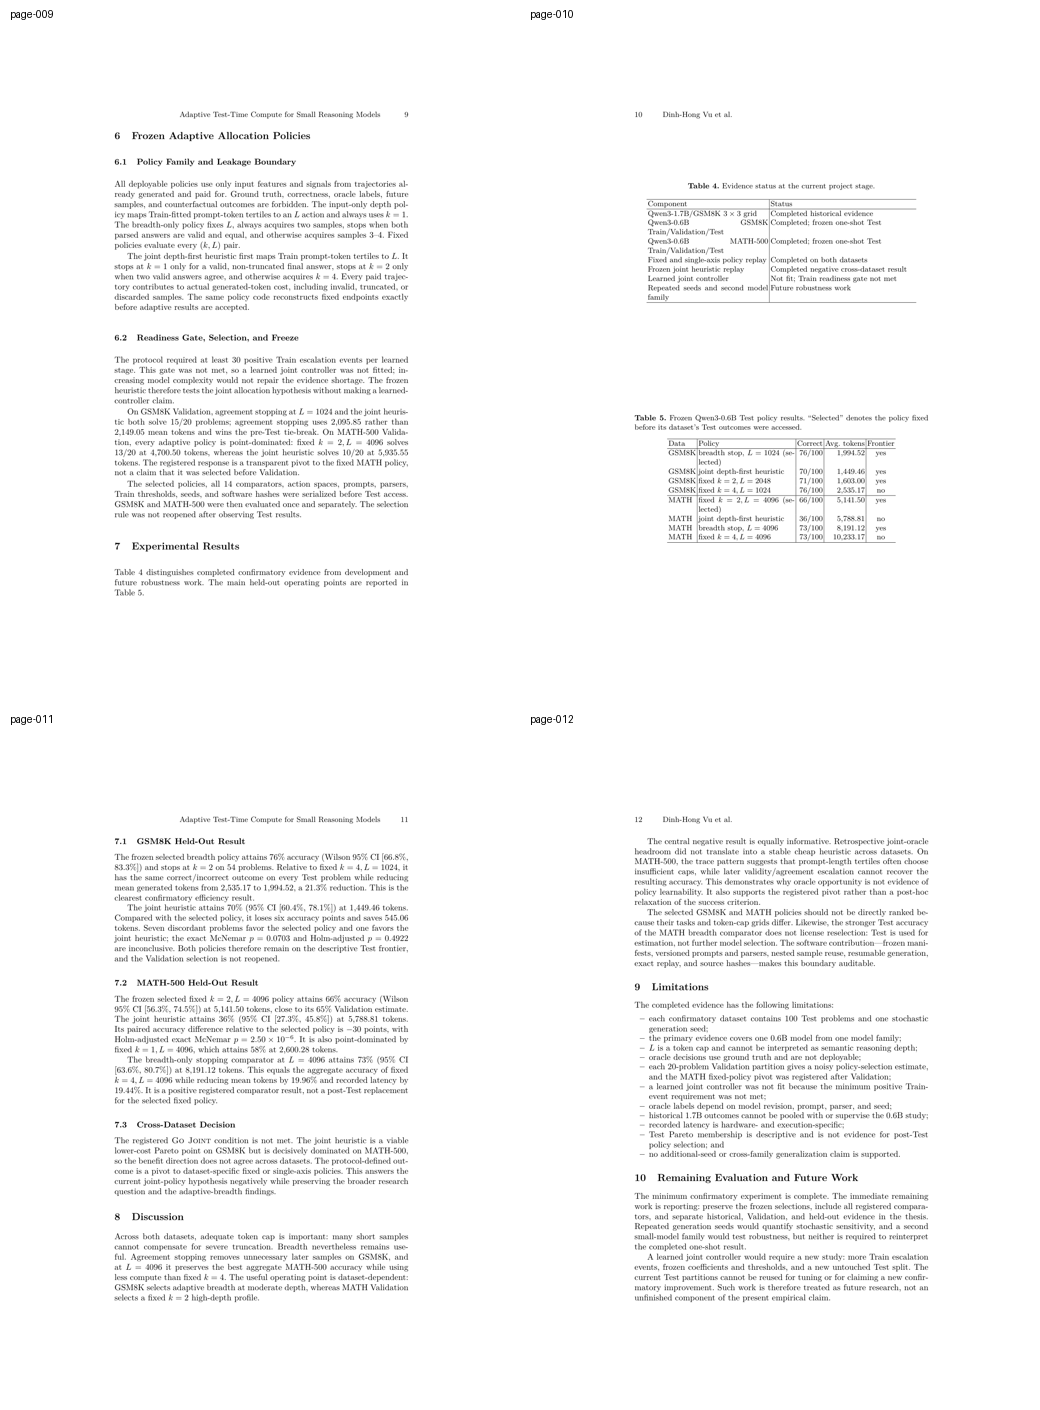 page-009
Adaptive Test-Time Compute for Small Reasoning Models 9
6 Frozen Adaptive Allocation Policies
6.1 Policy Family and Leakage Boundary
All deployable policies use only input features and signals from trajectories al-
ready generated and paid for. Ground truth, correctness, oracle labels, future
samples, and counterfactual outcomes are forbidden. The input-only depth pol-
icy maps Train-fitted prompt-token tertiles to an L action and always uses k = 1.
The breadth-only policy fixes L, always acquires two samples, stops when both
parsed answers are valid and equal, and otherwise acquires samples 3–4. Fixed
policies evaluate every (k, L) pair.
The joint depth-first heuristic first maps Train prompt-token tertiles to L. It
stops at k = 1 only for a valid, non-truncated final answer, stops at k = 2 only
when two valid answers agree, and otherwise acquires k = 4. Every paid trajec-
tory contributes to actual generated-token cost, including invalid, truncated, or
discarded samples. The same policy code reconstructs fixed endpoints exactly
before adaptive results are accepted.
6.2 Readiness Gate, Selection, and Freeze
The protocol required at least 30 positive Train escalation events per learned
stage. This gate was not met, so a learned joint controller was not fitted; in-
creasing model complexity would not repair the evidence shortage. The frozen
heuristic therefore tests the joint allocation hypothesis without making a learned-
controller claim.
On GSM8K Validation, agreement stopping at L = 1024 and the joint heuris-
tic both solve 15/20 problems; agreement stopping uses 2,095.85 rather than
2,149.05 mean tokens and wins the pre-Test tie-break. On MATH-500 Valida-
tion, every adaptive policy is point-dominated: fixed k = 2, L = 4096 solves
13/20 at 4,700.50 tokens, whereas the joint heuristic solves 10/20 at 5,935.55
tokens. The registered response is a transparent pivot to the fixed MATH policy,
not a claim that it was selected before Validation.
The selected policies, all 14 comparators, action spaces, prompts, parsers,
Train thresholds, seeds, and software hashes were serialized before Test access.
GSM8K and MATH-500 were then evaluated once and separately. The selection
rule was not reopened after observing Test results.
7 Experimental Results
Table 4 distinguishes completed confirmatory evidence from development and
future robustness work. The main held-out operating points are reported in
Table 5.
page-010
10 Dinh-Hong Vu et al.
Table 4. Evidence status at the current project stage.
Component Status
Qwen3-1.7B/GSM8K 3 × 3 grid Completed historical evidence
Qwen3-0.6B GSM8K Completed; frozen one-shot Test
Train/Validation/Test
Qwen3-0.6B MATH-500 Completed; frozen one-shot Test
Train/Validation/Test
Fixed and single-axis policy replay Completed on both datasets
Frozen joint heuristic replay Completed negative cross-dataset result
Learned joint controller Not fit; Train readiness gate not met
Repeated seeds and second model Future robustness work
family
Table 5. Frozen Qwen3-0.6B Test policy results. “Selected” denotes the policy fixed
before its dataset’s Test outcomes were accessed.
Data Policy Correct Avg. tokens Frontier
GSM8K breadth stop, L = 1024 (se- 76/100 1,994.52 yes
lected)
GSM8K joint depth-first heuristic 70/100 1,449.46 yes
GSM8K fixed k = 2, L = 2048 71/100 1,603.00 yes
GSM8K fixed k = 4, L = 1024 76/100 2,535.17 no
MATH fixed k = 2, L = 4096 (se- 66/100 5,141.50 yes
lected)
MATH joint depth-first heuristic 36/100 5,788.81 no
MATH breadth stop, L = 4096 73/100 8,191.12 yes
MATH fixed k = 4, L = 4096 73/100 10,233.17 no
page-011
Adaptive Test-Time Compute for Small Reasoning Models 11
7.1 GSM8K Held-Out Result
The frozen selected breadth policy attains 76% accuracy (Wilson 95% CI [66.8%,
83.3%]) and stops at k = 2 on 54 problems. Relative to fixed k = 4, L = 1024, it
has the same correct/incorrect outcome on every Test problem while reducing
mean generated tokens from 2,535.17 to 1,994.52, a 21.3% reduction. This is the
clearest confirmatory efficiency result.
The joint heuristic attains 70% (95% CI [60.4%, 78.1%]) at 1,449.46 tokens.
Compared with the selected policy, it loses six accuracy points and saves 545.06
tokens. Seven discordant problems favor the selected policy and one favors the
joint heuristic; the exact McNemar p = 0.0703 and Holm-adjusted p = 0.4922
are inconclusive. Both policies therefore remain on the descriptive Test frontier,
and the Validation selection is not reopened.
7.2 MATH-500 Held-Out Result
The frozen selected fixed k = 2, L = 4096 policy attains 66% accuracy (Wilson
95% CI [56.3%, 74.5%]) at 5,141.50 tokens, close to its 65% Validation estimate.
The joint heuristic attains 36% (95% CI [27.3%, 45.8%]) at 5,788.81 tokens.
Its paired accuracy difference relative to the selected policy is −30 points, with
Holm-adjusted exact McNemar p = 2.50 × 10⁻⁶. It is also point-dominated by
fixed k = 1, L = 4096, which attains 58% at 2,600.28 tokens.
The breadth-only stopping comparator at L = 4096 attains 73% (95% CI
[63.6%, 80.7%]) at 8,191.12 tokens. This equals the aggregate accuracy of fixed
k = 4, L = 4096 while reducing mean tokens by 19.96% and recorded latency by
19.44%. It is a positive registered comparator result, not a post-Test replacement
for the selected fixed policy.
7.3 Cross-Dataset Decision
The registered Go Joint condition is not met. The joint heuristic is a viable
lower-cost Pareto point on GSM8K but is decisively dominated on MATH-500,
so the benefit direction does not agree across datasets. The protocol-defined out-
come is a pivot to dataset-specific fixed or single-axis policies. This answers the
current joint-policy hypothesis negatively while preserving the broader research
question and the adaptive-breadth findings.
8 Discussion
Across both datasets, adequate token cap is important: many short samples
cannot compensate for severe truncation. Breadth nevertheless remains use-
ful. Agreement stopping removes unnecessary later samples on GSM8K, and
at L = 4096 it preserves the best aggregate MATH-500 accuracy while using
less compute than fixed k = 4. The useful operating point is dataset-dependent:
GSM8K selects adaptive breadth at moderate depth, whereas MATH Validation
selects a fixed k = 2 high-depth profile.
page-012
12 Dinh-Hong Vu et al.
The central negative result is equally informative. Retrospective joint-oracle
headroom did not translate into a stable cheap heuristic across datasets. On
MATH-500, the trace pattern suggests that prompt-length tertiles often choose
insufficient caps, while later validity/agreement escalation cannot recover the
resulting accuracy. This demonstrates why oracle opportunity is not evidence of
policy learnability. It also supports the registered pivot rather than a post-hoc
relaxation of the success criterion.
The selected GSM8K and MATH policies should not be directly ranked be-
cause their tasks and token-cap grids differ. Likewise, the stronger Test accuracy
of the MATH breadth comparator does not license reselection: Test is used for
estimation, not further model selection. The software contribution—frozen mani-
fests, versioned prompts and parsers, nested sample reuse, resumable generation,
exact replay, and source hashes—makes this boundary auditable.
9 Limitations
The completed evidence has the following limitations:
– each confirmatory dataset contains 100 Test problems and one stochastic
generation seed;
– the primary evidence covers one 0.6B model from one model family;
– L is a token cap and cannot be interpreted as semantic reasoning depth;
– oracle decisions use ground truth and are not deployable;
– each 20-problem Validation partition gives a noisy policy-selection estimate,
and the MATH fixed-policy pivot was registered after Validation;
– a learned joint controller was not fit because the minimum positive Train-
event requirement was not met;
– oracle labels depend on model revision, prompt, parser, and seed;
– historical 1.7B outcomes cannot be pooled with or supervise the 0.6B study;
– recorded latency is hardware- and execution-specific;
– Test Pareto membership is descriptive and is not evidence for post-Test
policy selection; and
– no additional-seed or cross-family generalization claim is supported.
10 Remaining Evaluation and Future Work
The minimum confirmatory experiment is complete. The immediate remaining
work is reporting: preserve the frozen selections, include all registered compara-
tors, and separate historical, Validation, and held-out evidence in the thesis.
Repeated generation seeds would quantify stochastic sensitivity, and a second
small-model family would test robustness, but neither is required to reinterpret
the completed one-shot result.
A learned joint controller would require a new study: more Train escalation
events, frozen coefficients and thresholds, and a new untouched Test split. The
current Test partitions cannot be reused for tuning or for claiming a new confir-
matory improvement. Such work is therefore treated as future research, not an
unfinished component of the present empirical claim.